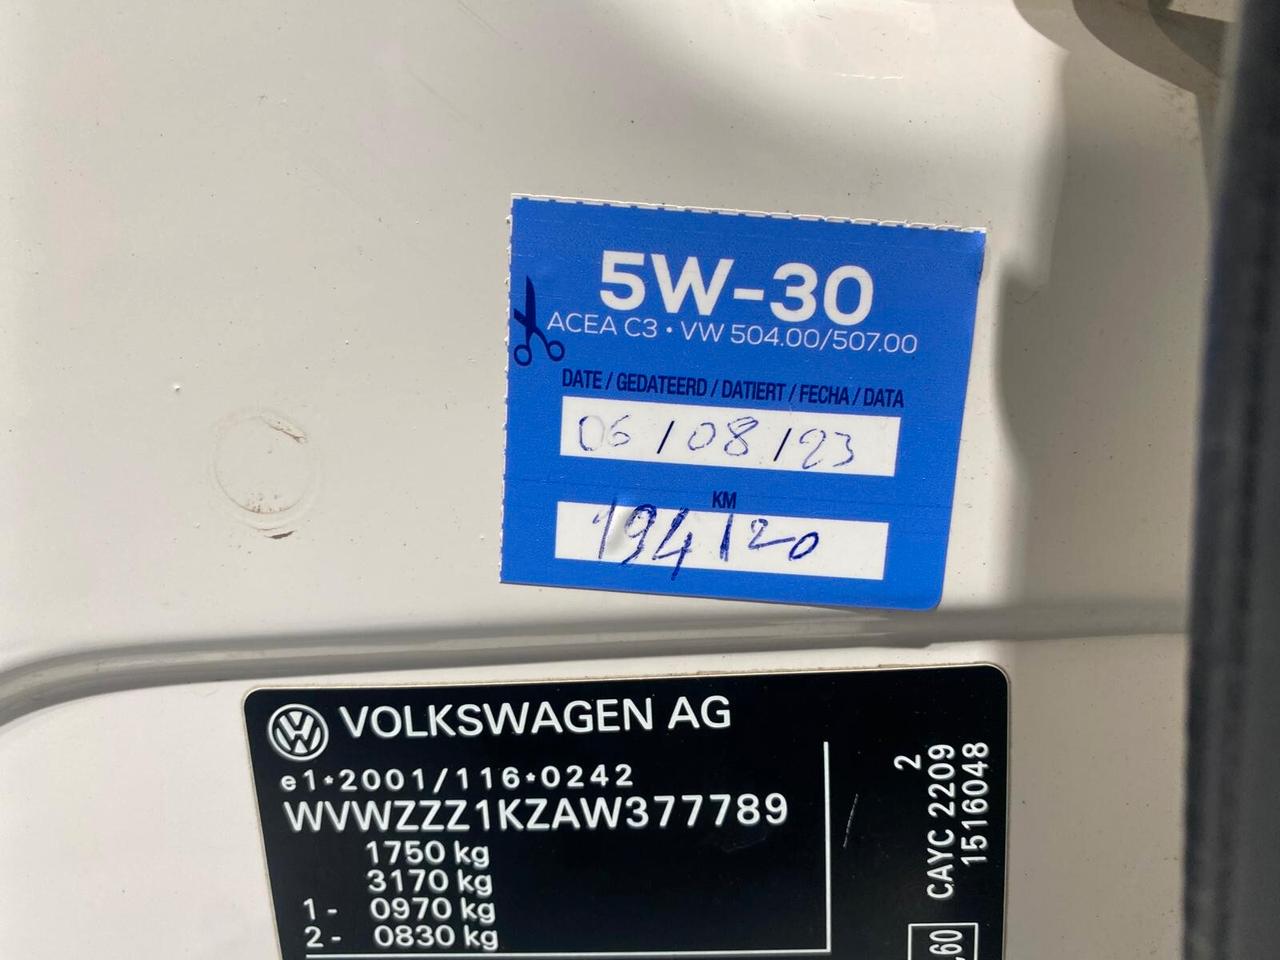 5W-30
ACEA C3 • VW 504.00/507.00
DATE / GEDATEERD / DATIERT / FECHA / DATA
06/08/23
KM
194120
VOLKSWAGEN AG
e1*2001/116*0242
WVWZZZ1KZAW377789
1750 kg
3170 kg
1- 0970 kg
2- 0830 kg
2
CAYC 2209
1516048
,60